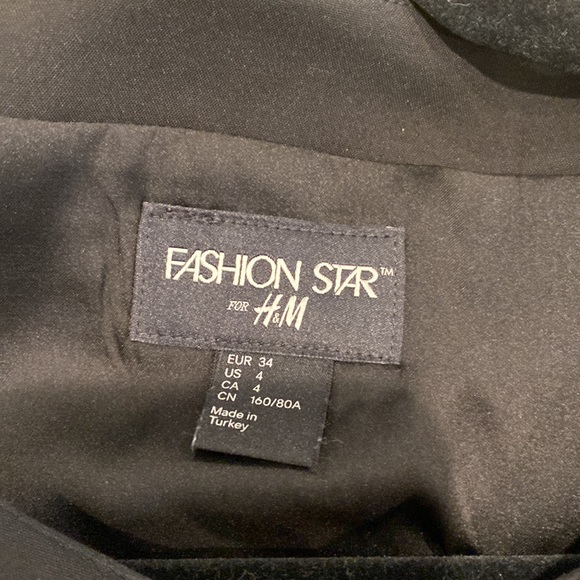 FASHION STAR™
FOR H&M
EUR 34
US 4
CA 4
CN 160/80A
Made in
Turkey